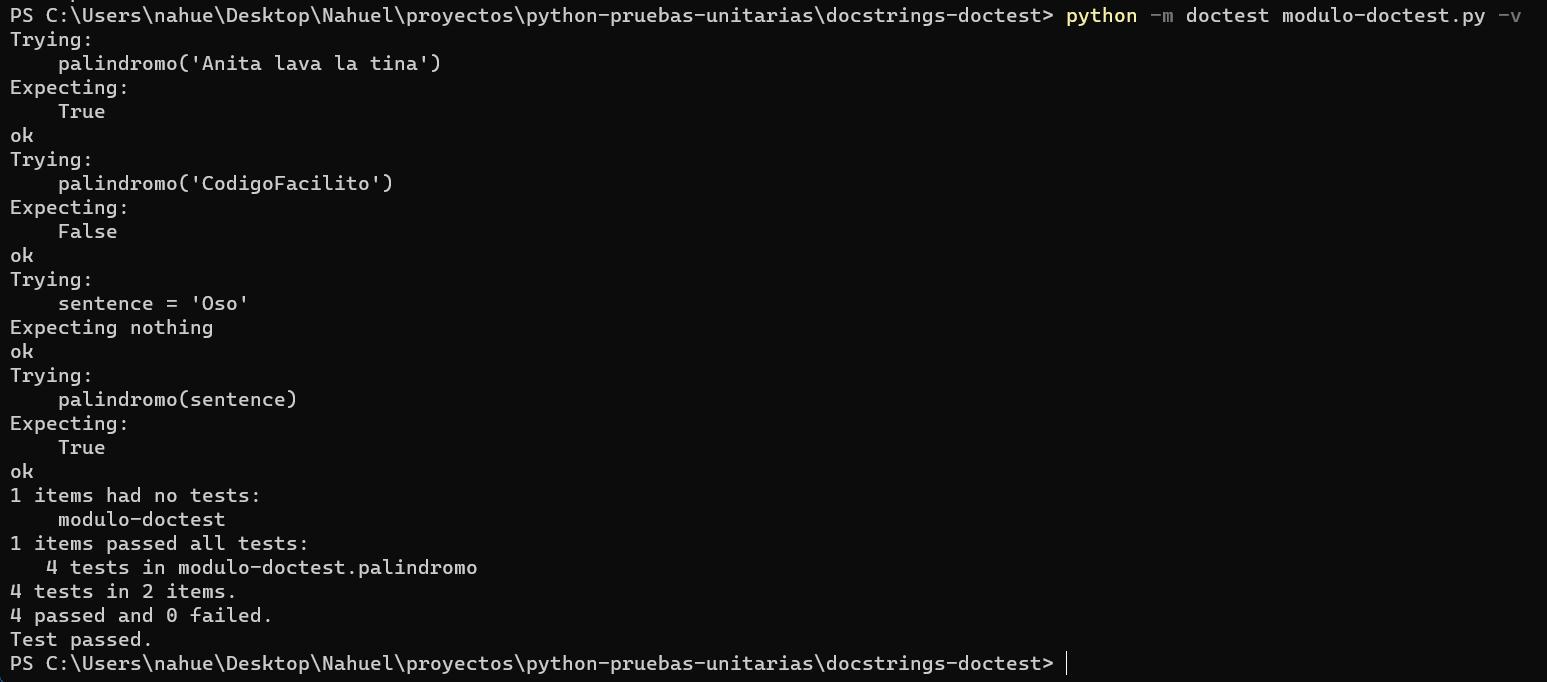 PS C:\Users\nahue\Desktop\Nahuel\proyectos\python-pruebas-unitarias\docstrings-doctest> python -m doctest modulo-doctest.py -v
Trying:
    palindromo('Anita lava la tina')
Expecting:
    True
ok
Trying:
    palindromo('CodigoFacilito')
Expecting:
    False
ok
Trying:
    sentence = 'Oso'
Expecting nothing
ok
Trying:
    palindromo(sentence)
Expecting:
    True
ok
1 items had no tests:
    modulo-doctest
1 items passed all tests:
   4 tests in modulo-doctest.palindromo
4 tests in 2 items.
4 passed and 0 failed.
Test passed.
PS C:\Users\nahue\Desktop\Nahuel\proyectos\python-pruebas-unitarias\docstrings-doctest>